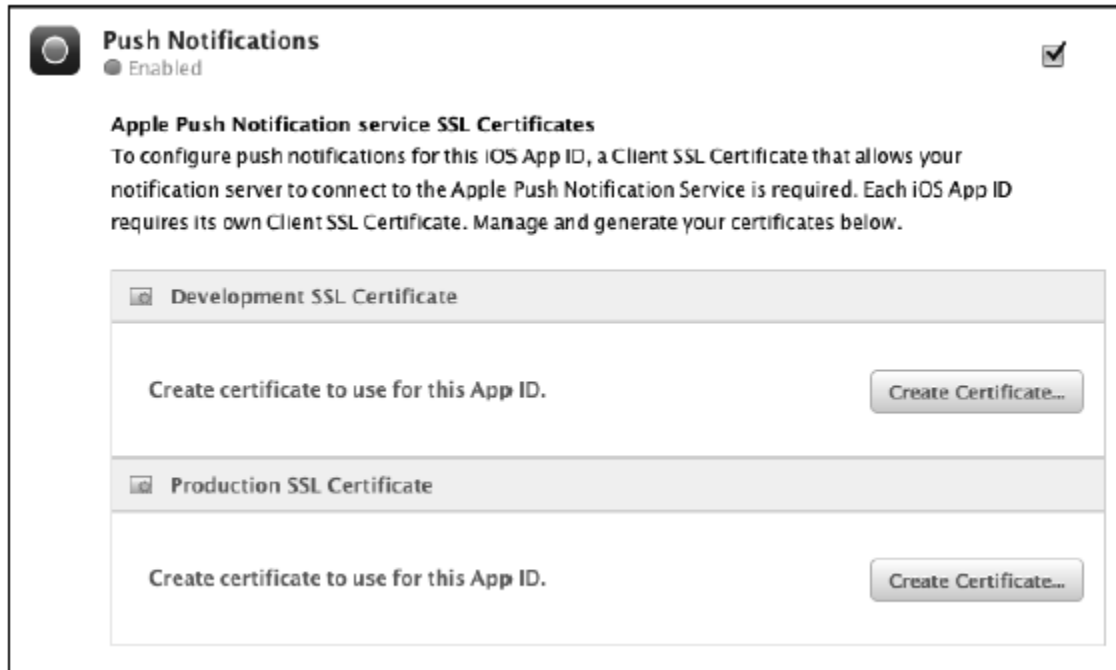 Push Notifications
Enabled
Apple Push Notification service SSL Certificates
To configure push notifications for this iOS App ID, a Client SSL Certificate that allows your
notification server to connect to the Apple Push Notification Service is required. Each iOS App ID
requires its own Client SSL Certificate. Manage and generate your certificates below.
Development SSL Certificate
Create certificate to use for this App ID.
Create Certificate...
Production SSL Certificate
Create certificate to use for this App ID.
Create Certificate...